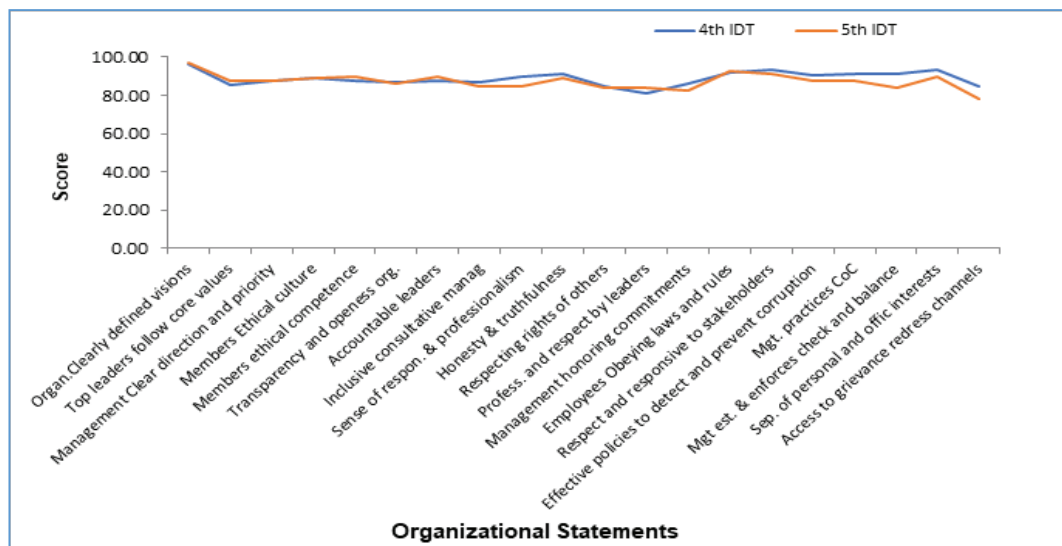 4th IDT
5th IDT
100.00
80.00
60.00
40.00
20.00
0.00
Score
Organ.Clearly defined visions
Top leaders follow core values
Management Clear direction and priority
Members Ethical culture
Members ethical competence
Transparency and openess org.
Accountable leaders
Inclusive consultative manag
Sense of respon. & professionalism
Honesty & truthfulness
Respecting rights of others
Profess. and respect by leaders
Management honoring commitments
Employees Obeying laws and rules
Respect and responsive to stakeholders
Effective policies to detect and prevent corruption
Mgt. practices CoC
Mgt est. & enforces check and balance
Sep. of personal and offic interests
Access to grievance redress channels
Organizational Statements